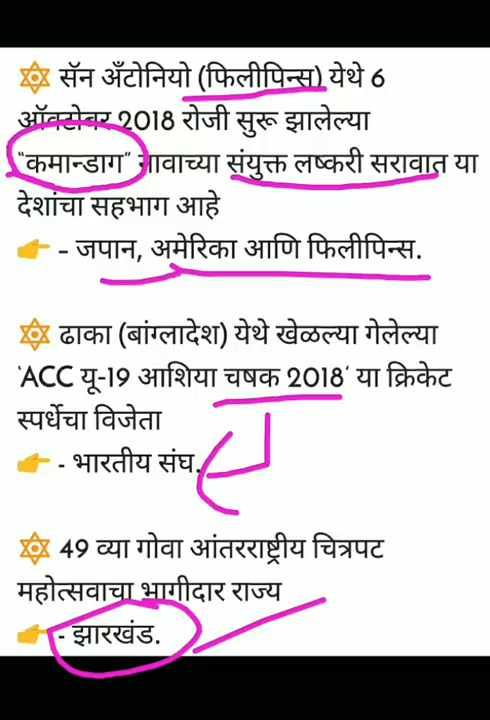 सॅन अँटोनियो (फिलीपिन्स) येथे 6
ऑक्टोबर 2018 रोजी सुरू झालेल्या
"कमान्डाग" नावाच्या संयुक्त लष्करी सरावात या
देशांचा सहभाग आहे
👉 - जपान, अमेरिका आणि फिलीपिन्स.
ढाका (बांग्लादेश) येथे खेळल्या गेलेल्या
'ACC यू-19 आशिया चषक 2018' या क्रिकेट
स्पर्धेचा विजेता
👉 - भारतीय संघ.
49 व्या गोवा आंतरराष्ट्रीय चित्रपट
महोत्सवाचा भागीदार राज्य
👉 - झारखंड.